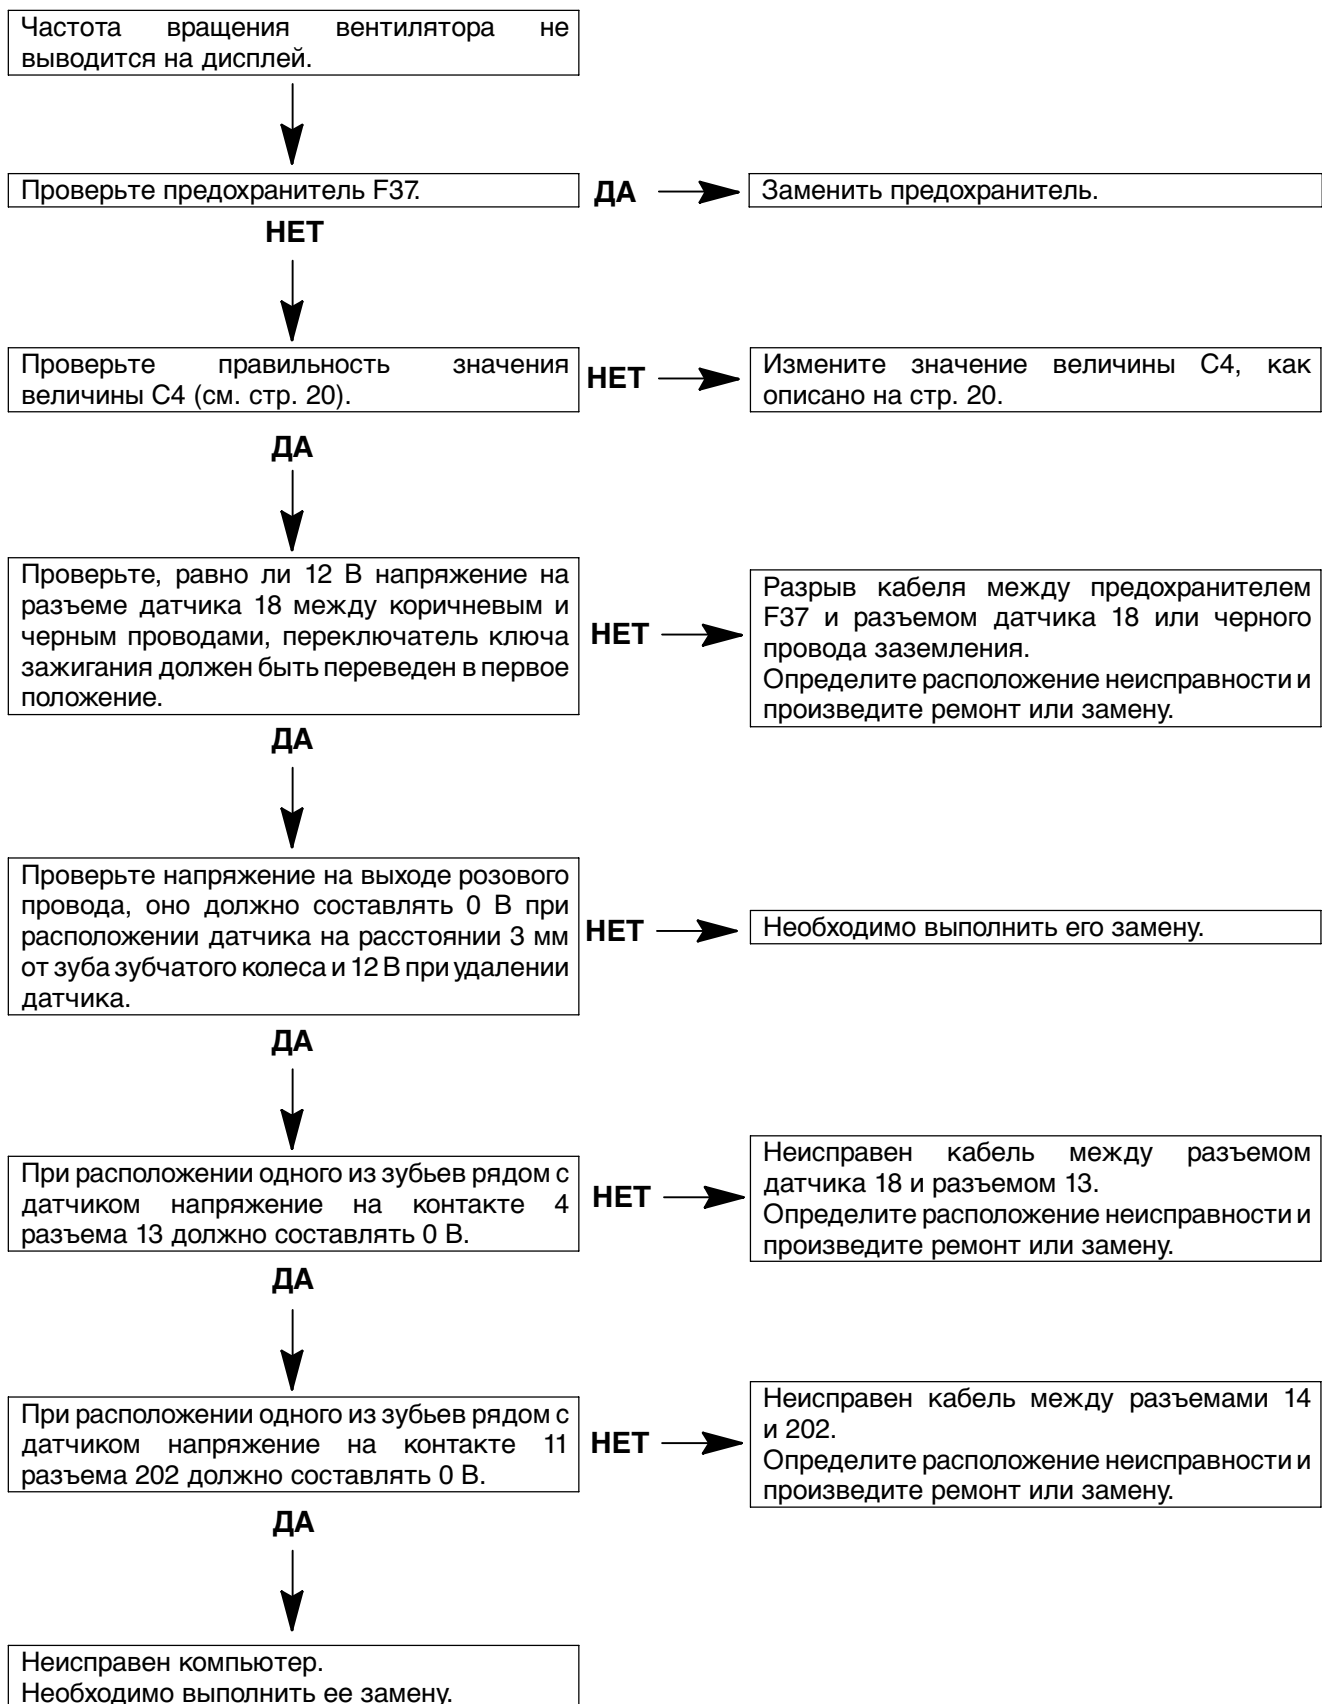 Частота вращения вентилятора не
выводится на дисплей.
Проверьте предохранитель F37.
ДА
Заменить предохранитель.
НЕТ
Проверьте правильность значения
величины C4 (см. стр. 20).
НЕТ
Измените значение величины C4, как
описано на стр. 20.
ДА
Проверьте, равно ли 12 В напряжение на
разъеме датчика 18 между коричневым и
черным проводами, переключатель ключа
зажигания должен быть переведен в первое
положение.
НЕТ
Разрыв кабеля между предохранителем
F37 и разъемом датчика 18 или черного
провода заземления.
Определите расположение неисправности и
произведите ремонт или замену.
ДА
Проверьте напряжение на выходе розового
провода, оно должно составлять 0 В при
расположении датчика на расстоянии 3 мм
от зуба зубчатого колеса и 12 В при удалении
датчика.
НЕТ
Необходимо выполнить его замену.
ДА
При расположении одного из зубьев рядом с
датчиком напряжение на контакте 4
разъема 13 должно составлять 0 В.
НЕТ
Неисправен кабель между разъемом
датчика 18 и разъемом 13.
Определите расположение неисправности и
произведите ремонт или замену.
ДА
При расположении одного из зубьев рядом с
датчиком напряжение на контакте 11
разъема 202 должно составлять 0 В.
НЕТ
Неисправен кабель между разъемами 14
и 202.
Определите расположение неисправности и
произведите ремонт или замену.
ДА
Неисправен компьютер.
Необходимо выполнить ее замену.